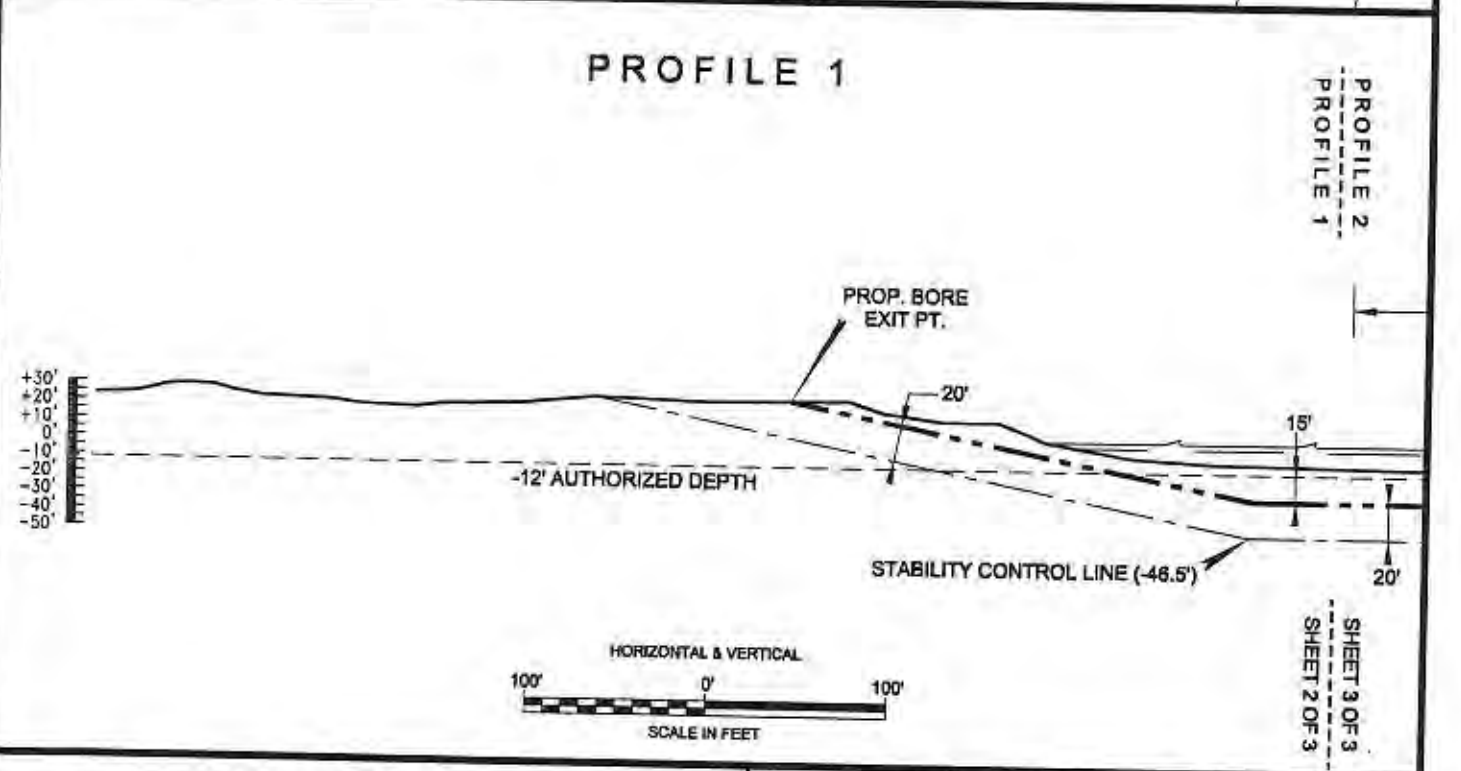 PROFILE 1
PROFILE 2
PROFILE 1
PROP. BORE
EXIT PT.
+30'
+20'
+10'
0'
-10'
-20'
-30'
-40'
-50'
20'
15'
-12' AUTHORIZED DEPTH
STABILITY CONTROL LINE (-46.5')
20'
HORIZONTAL & VERTICAL
100' 0' 100'
SCALE IN FEET
SHEET 3 OF 3
SHEET 2 OF 3